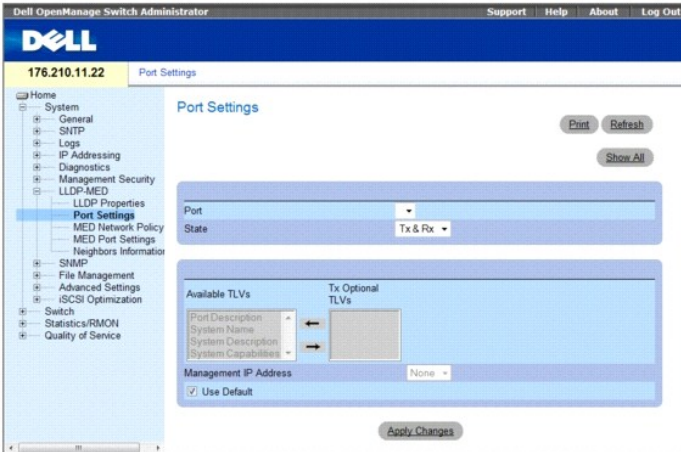 Dell OpenManage Switch Administrator
Support Help About Log Out
DELL
176.210.11.22
Port Settings
Home
System
General
SNTP
Logs
IP Addressing
Diagnostics
Management Security
LLDP-MED
LLDP Properties
Port Settings
MED Network Policy
MED Port Settings
Neighbors Information
SNMP
File Management
Advanced Settings
iSCSI Optimization
Switch
Statistics/RMON
Quality of Service
Port Settings
Print Refresh
Show All
Port
State Tx & Rx
Available TLVs
Tx Optional
TLVs
Port Description
System Name
System Description
System Capabilities
Management IP Address None
Use Default
Apply Changes